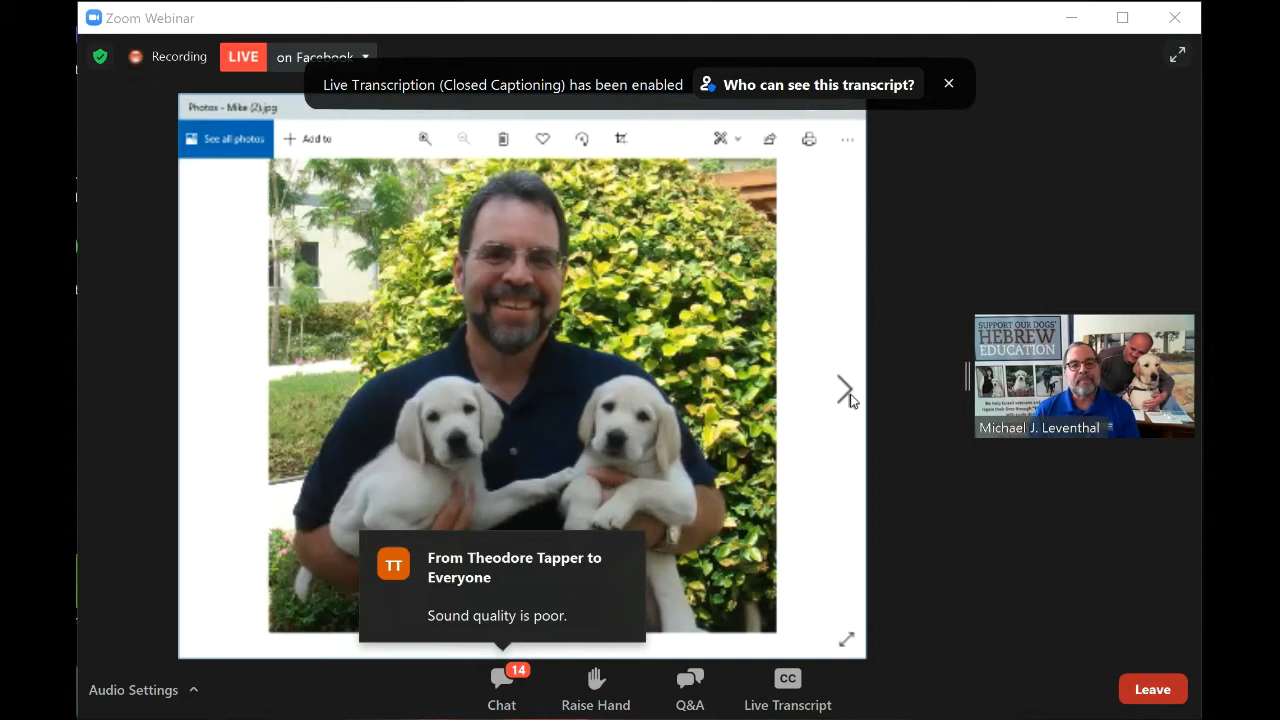 Zoom Webinar
Recording
LIVE on Facebook
Live Transcription (Closed Captioning) has been enabled Who can see this transcript?
Photos - Mike (2).jpg
See all photos
Add to
SUPPORT OUR DOGS'
HEBREW
EDUCATION
Michael J. Leventhal
TT
From Theodore Tapper to
Everyone
Sound quality is poor.
Audio Settings
14
Chat
Raise Hand
Q&A
CC
Live Transcript
Leave